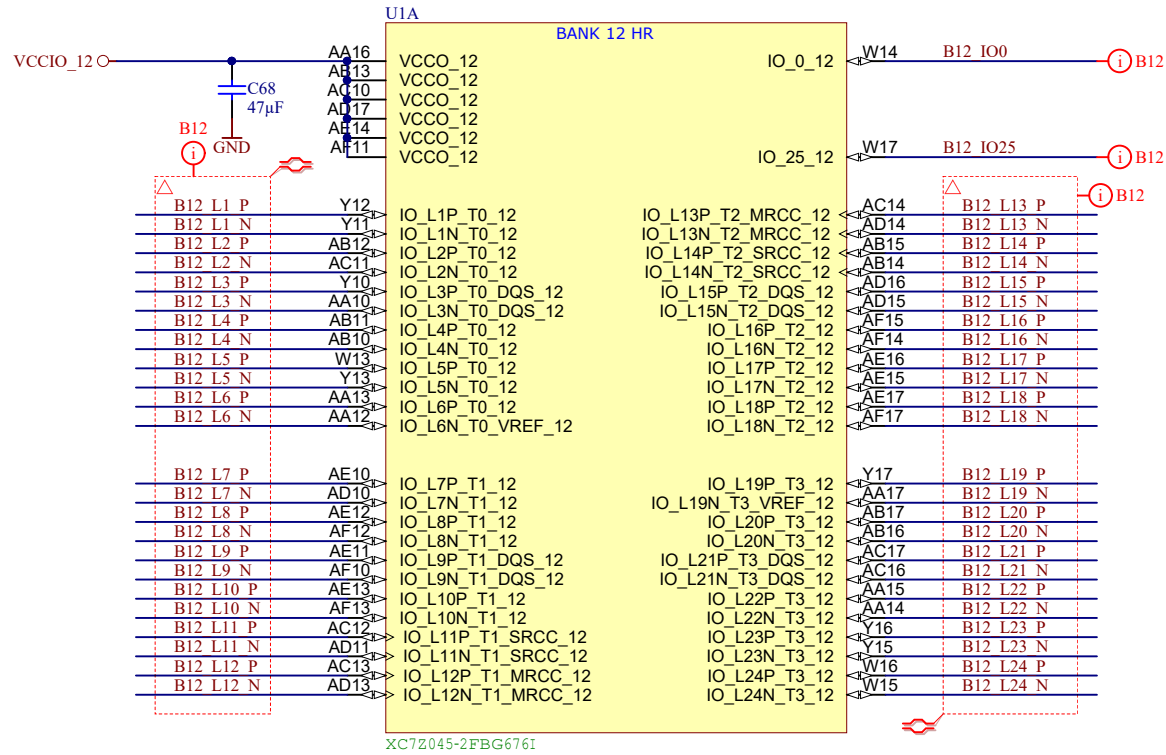 U1A
BANK 12 HR
VCCIO_12
C68
47µF
GND
B12
i
AA16 VCCO_12
AB13 VCCO_12
AC10 VCCO_12
AD17 VCCO_12
AE14 VCCO_12
AF11 VCCO_12
IO_0_12 W14 B12_IO0 i B12
IO_25_12 W17 B12_IO25 i B12
i B12
B12_L1_P Y12 IO_L1P_T0_12
B12_L1_N Y11 IO_L1N_T0_12
B12_L2_P AB12 IO_L2P_T0_12
B12_L2_N AC11 IO_L2N_T0_12
B12_L3_P Y10 IO_L3P_T0_DQS_12
B12_L3_N AA10 IO_L3N_T0_DQS_12
B12_L4_P AB11 IO_L4P_T0_12
B12_L4_N AB10 IO_L4N_T0_12
B12_L5_P W13 IO_L5P_T0_12
B12_L5_N Y13 IO_L5N_T0_12
B12_L6_P AA13 IO_L6P_T0_12
B12_L6_N AA12 IO_L6N_T0_VREF_12
B12_L7_P AE10 IO_L7P_T1_12
B12_L7_N AD10 IO_L7N_T1_12
B12_L8_P AE12 IO_L8P_T1_12
B12_L8_N AF12 IO_L8N_T1_12
B12_L9_P AE11 IO_L9P_T1_DQS_12
B12_L9_N AF10 IO_L9N_T1_DQS_12
B12_L10_P AE13 IO_L10P_T1_12
B12_L10_N AF13 IO_L10N_T1_12
B12_L11_P AC12 IO_L11P_T1_SRCC_12
B12_L11_N AD11 IO_L11N_T1_SRCC_12
B12_L12_P AC13 IO_L12P_T1_MRCC_12
B12_L12_N AD13 IO_L12N_T1_MRCC_12
IO_L13P_T2_MRCC_12 AC14 B12_L13_P
IO_L13N_T2_MRCC_12 AD14 B12_L13_N
IO_L14P_T2_SRCC_12 AB15 B12_L14_P
IO_L14N_T2_SRCC_12 AB14 B12_L14_N
IO_L15P_T2_DQS_12 AD16 B12_L15_P
IO_L15N_T2_DQS_12 AD15 B12_L15_N
IO_L16P_T2_12 AF15 B12_L16_P
IO_L16N_T2_12 AF14 B12_L16_N
IO_L17P_T2_12 AE16 B12_L17_P
IO_L17N_T2_12 AE15 B12_L17_N
IO_L18P_T2_12 AE17 B12_L18_P
IO_L18N_T2_12 AF17 B12_L18_N
IO_L19P_T3_12 Y17 B12_L19_P
IO_L19N_T3_VREF_12 AA17 B12_L19_N
IO_L20P_T3_12 AB17 B12_L20_P
IO_L20N_T3_12 AB16 B12_L20_N
IO_L21P_T3_DQS_12 AC17 B12_L21_P
IO_L21N_T3_DQS_12 AC16 B12_L21_N
IO_L22P_T3_12 AA15 B12_L22_P
IO_L22N_T3_12 AA14 B12_L22_N
IO_L23P_T3_12 Y16 B12_L23_P
IO_L23N_T3_12 Y15 B12_L23_N
IO_L24P_T3_12 W16 B12_L24_P
IO_L24N_T3_12 W15 B12_L24_N
XC7Z045-2FBG676I